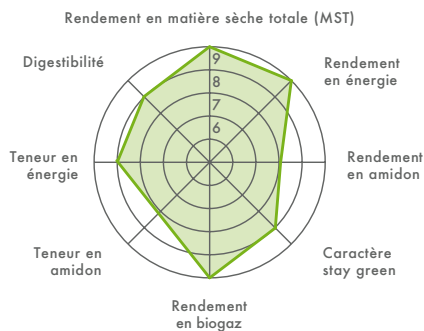 Rendement en matière sèche totale (MST)
Digestibilité
9
Rendement
en énergie
8
7
6
Teneur en
énergie
Rendement
en amidon
Teneur en
amidon
Caractère
stay green
Rendement
en biogaz